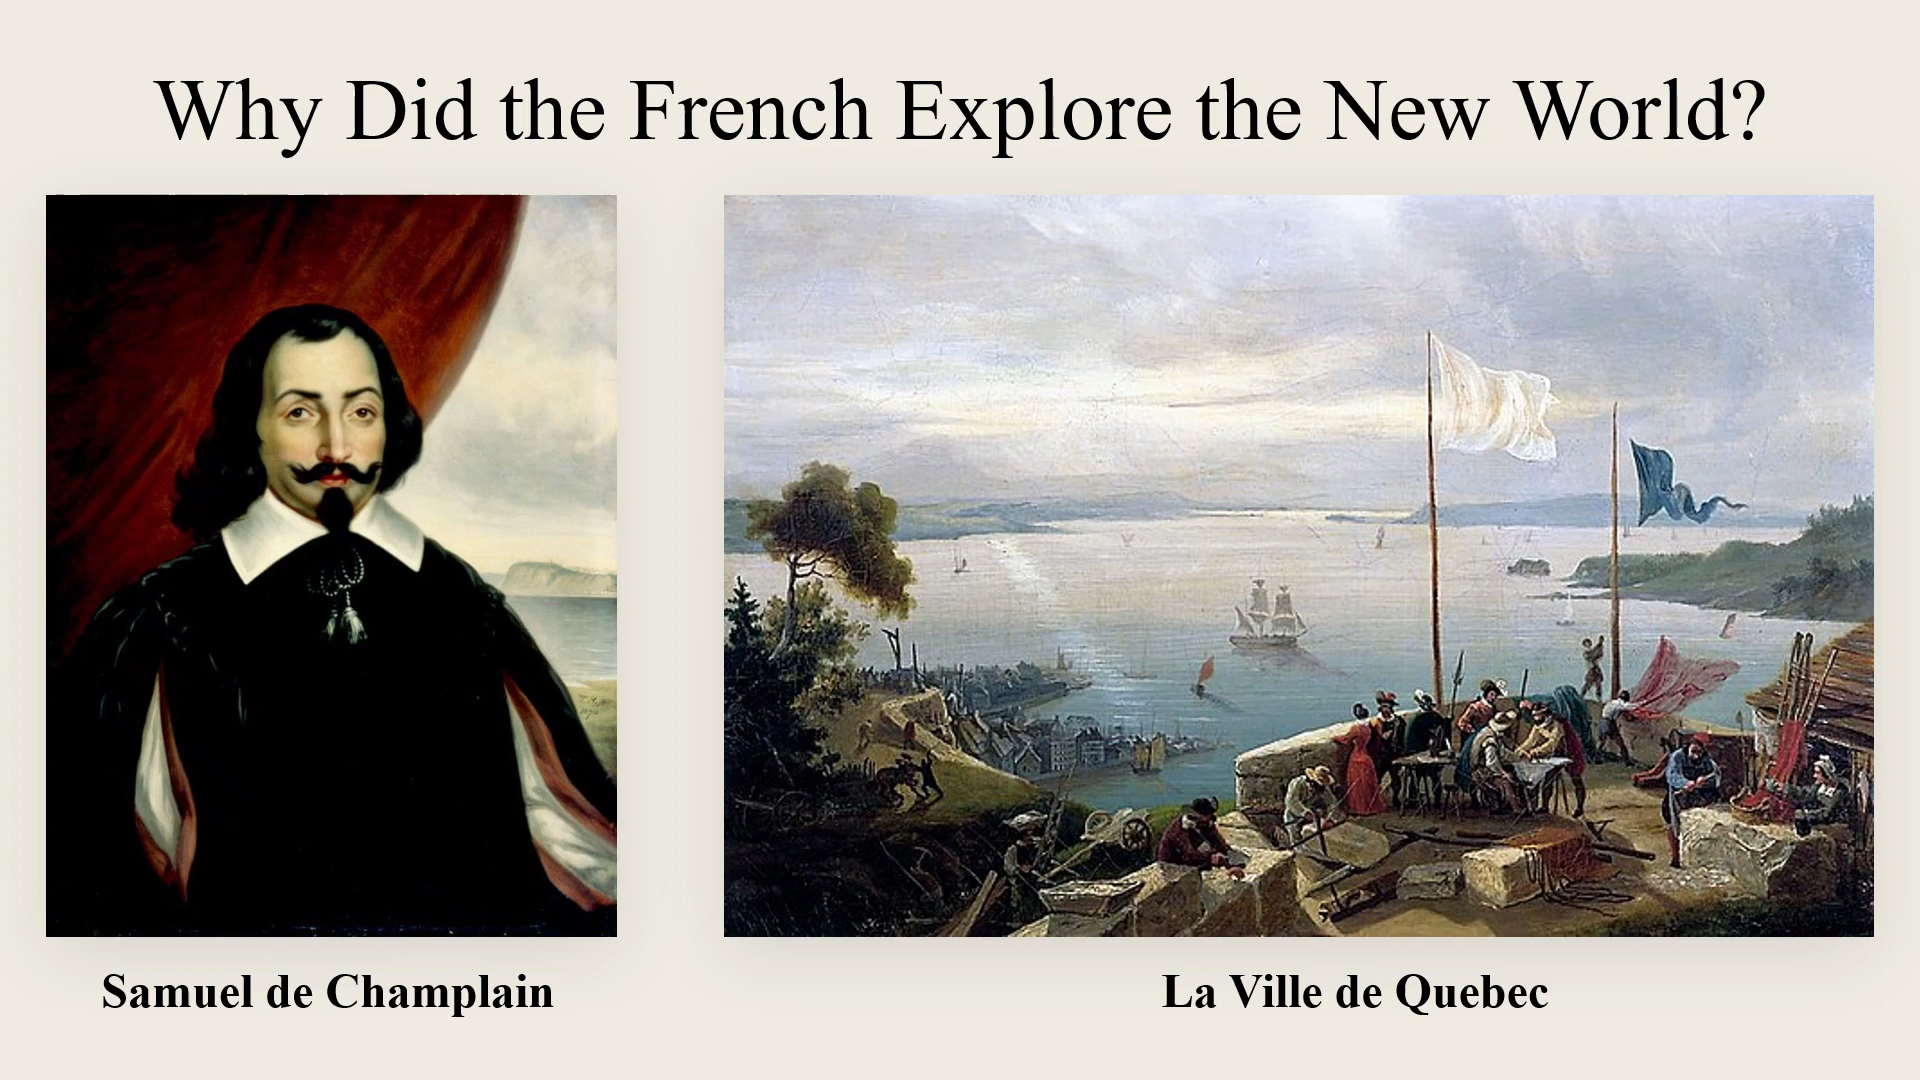 Why Did the French Explore the New World?
Samuel de Champlain
La Ville de Quebec